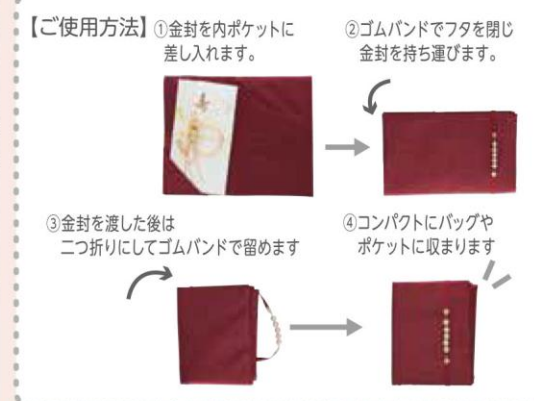 【ご使用方法】①金封を内ポケットに
差し入れます。
②ゴムバンドでフタを閉じ
金封を持ち運びます。
③金封を渡した後は
二つ折りにしてゴムバンドで留めます
④コンパクトにバッグや
ポケットに収まります